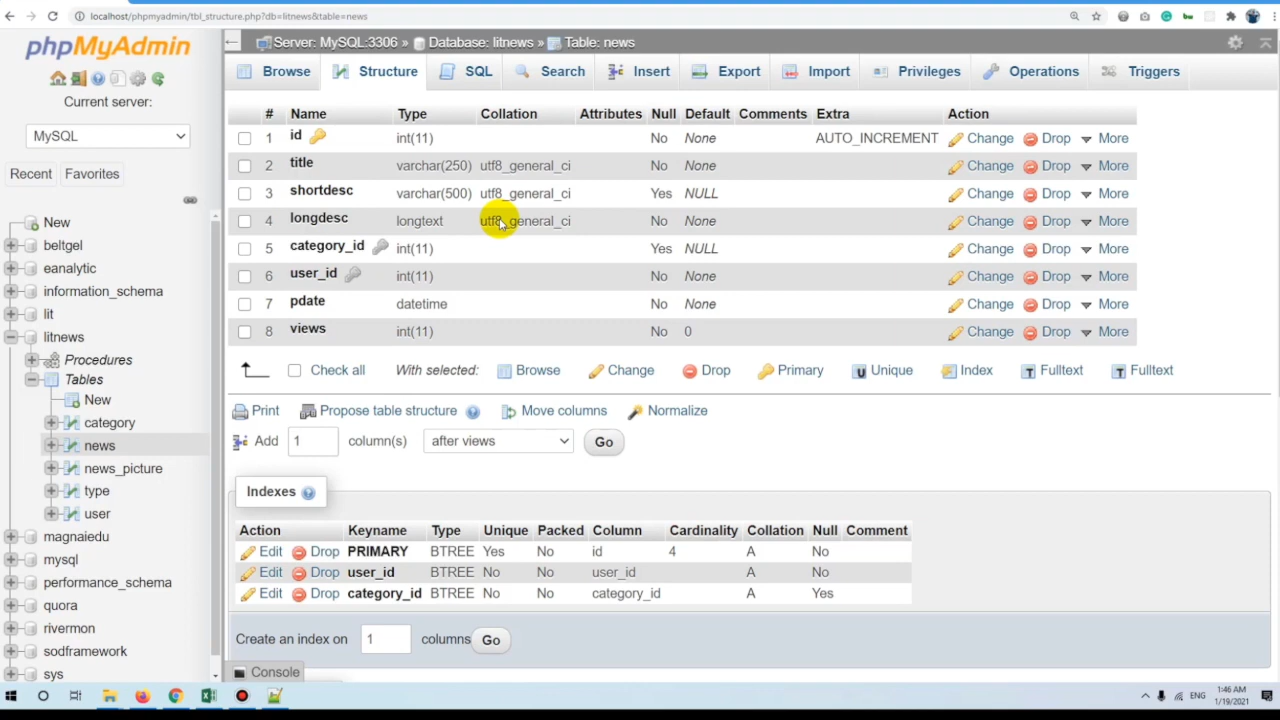 localhost/phpmyadmin/tbl_structure.php?db=litnews&table=news
phpMyAdmin
Current server:
MySQL
Recent Favorites
New
beltgel
eanalytic
information_schema
lit
litnews
Procedures
Tables
New
category
news
news_picture
type
user
magnaiedu
mysql
performance_schema
quora
rivermon
sodframework
sys
Server: MySQL:3306 » Database: litnews » Table: news
Browse Structure SQL Search Insert Export Import Privileges Operations Triggers
# Name Type Collation Attributes Null Default Comments Extra Action
1 id int(11) No None AUTO_INCREMENT Change Drop More
2 title varchar(250) utf8_general_ci No None Change Drop More
3 shortdesc varchar(500) utf8_general_ci Yes NULL Change Drop More
4 longdesc longtext utf8_general_ci No None Change Drop More
5 category_id int(11) Yes NULL Change Drop More
6 user_id int(11) No None Change Drop More
7 pdate datetime No None Change Drop More
8 views int(11) No 0 Change Drop More
Check all With selected: Browse Change Drop Primary Unique Index Fulltext Fulltext
Print Propose table structure Move columns Normalize
Add 1 column(s) after views Go
Indexes
Action Keyname Type Unique Packed Column Cardinality Collation Null Comment
Edit Drop PRIMARY BTREE Yes No id 4 A No
Edit Drop user_id BTREE No No user_id A No
Edit Drop category_id BTREE No No category_id A Yes
Create an index on 1 columns Go
Console
ENG
1:46 AM
1/19/2021